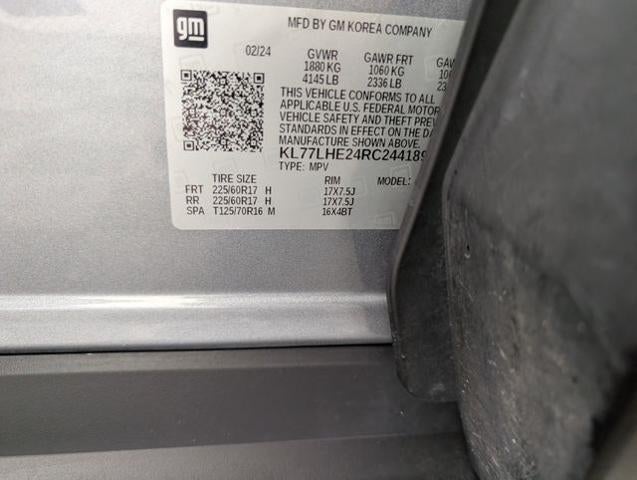 gm
MFD BY GM KOREA COMPANY
02/24 GVWR GAWR FRT
1880 KG 1060 KG
4145 LB 2336 LB
THIS VEHICLE CONFORMS TO ALL
APPLICABLE U.S. FEDERAL MOTOR
VEHICLE SAFETY AND THEFT
STANDARDS IN EFFECT ON THE
MANUFACTURE SHOWN ABOVE.
KL77LHE24RC244189
TYPE: MPV MODEL:
TIRE SIZE RIM
FRT 225/60R17 H 17X7.5J
RR 225/60R17 H 17X7.5J
SPA T125/70R16 M 16X4BT